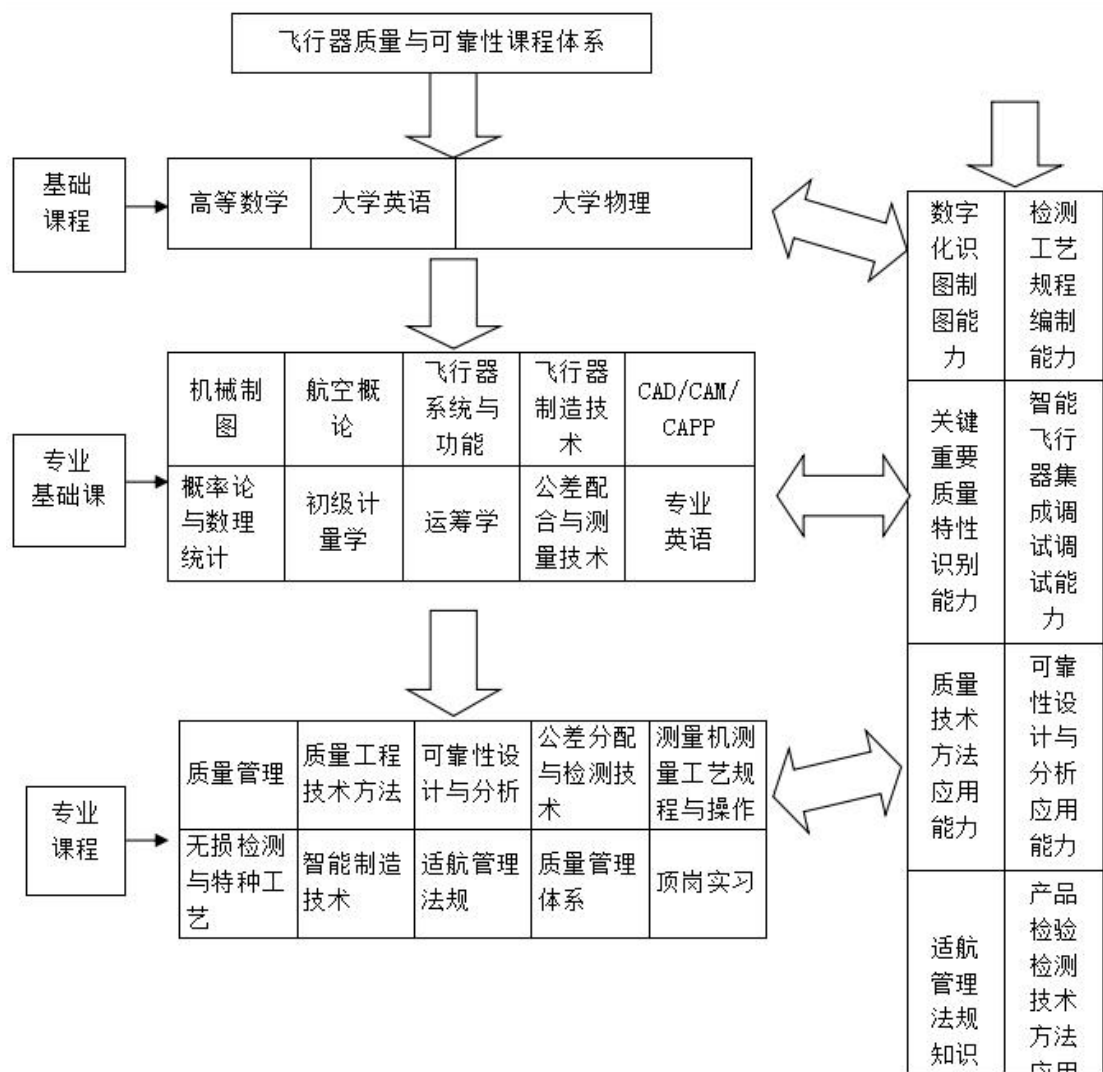 飞行器质量与可靠性课程体系
基础
课程
高等数学
大学英语
大学物理
专业
基础课
机械制
图
航空概
论
飞行器
系统与
功能
飞行器
制造技
术
CAD/CAM/
CAPP
概率论
与数理
统计
初级计
量学
运筹学
公差配
合与测
量技术
专业
英语
专业
课程
质量管理
质量工程
技术方法
可靠性设
计与分析
公差分配
与检测技
术
测量机测
量工艺规
程与操作
无损检测
与特种工
艺
智能制造
技术
适航管理
法规
质量管理
体系
顶岗实习
数字
化识
图制
图能
力
检测
工艺
规程
编制
能力
关键
重要
质量
特性
识别
能力
智能
飞行
器集
成调
试调
试能
力
质量
技术
方法
应用
能力
可靠
性设
计与
分析
应用
能力
适航
管理
法规
知识
产品
检验
检测
技术
方法
应用